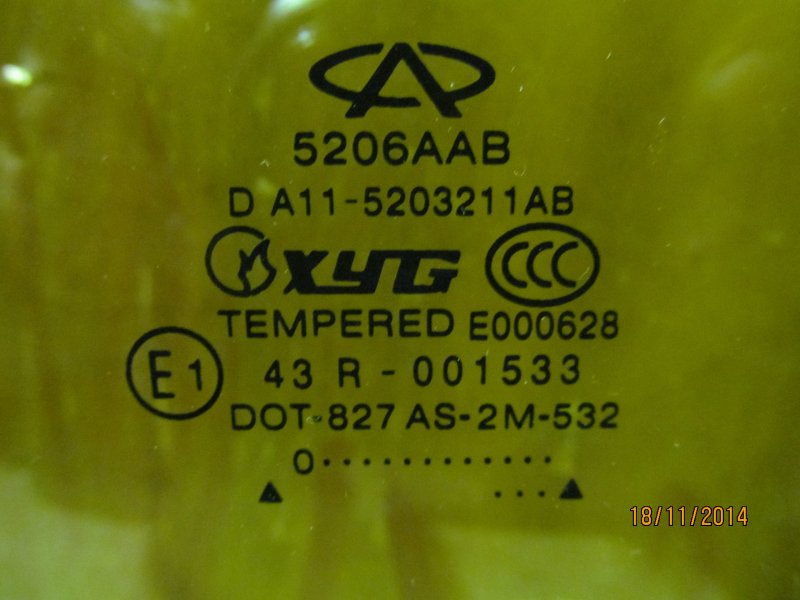 5206AAB
D A11-5203211AB
XYG CCC
TEMPERED E000628
E1 43 R - 001533
DOT-827 AS-2M-532
0············
▲ ...▲
18/11/2014